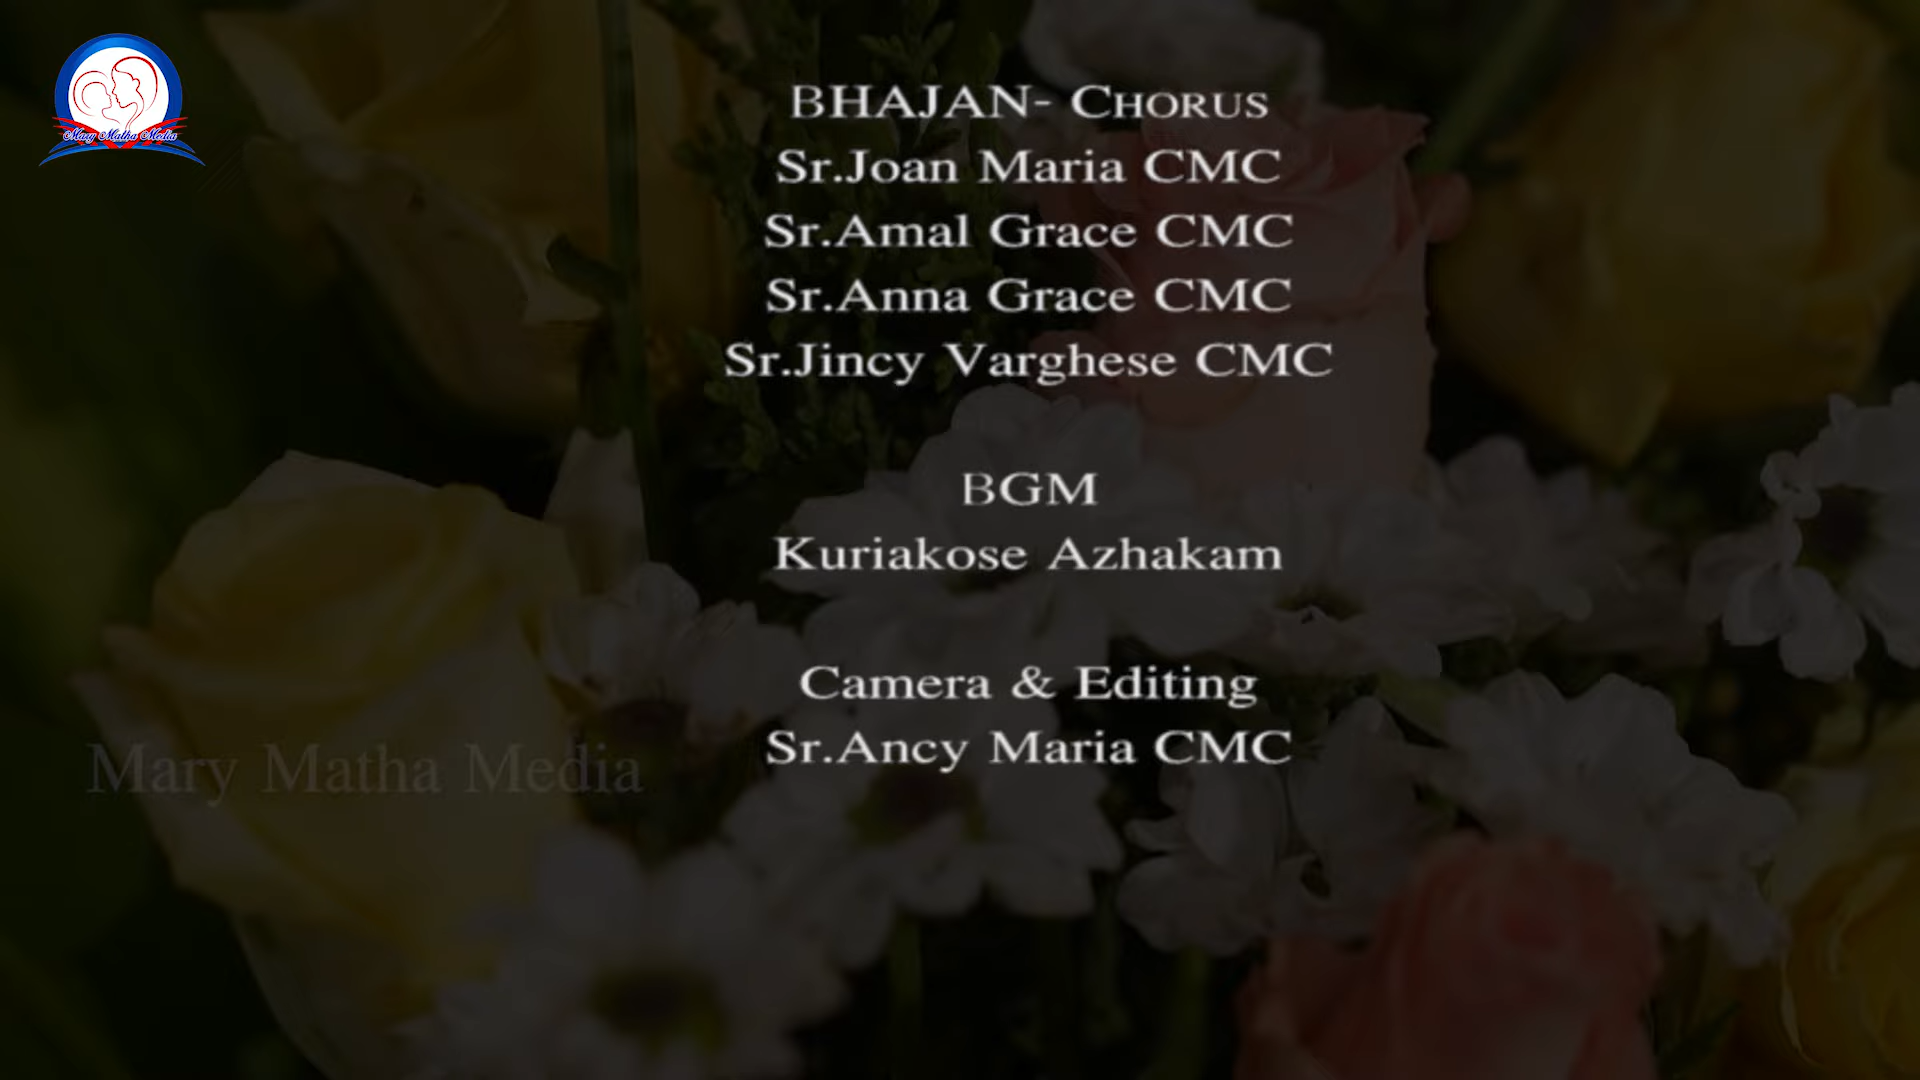 Mary Matha Media
BHAJAN- CHORUS
Sr.Joan Maria CMC
Sr.Amal Grace CMC
Sr.Anna Grace CMC
Sr.Jincy Varghese CMC
BGM
Kuriakose Azhakam
Camera & Editing
Sr.Ancy Maria CMC
Mary Matha Media